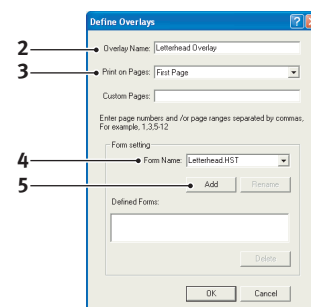 Define Overlays
2 Overlay Name: Letterhead Overlay
3 Print on Pages: First Page
Custom Pages:
Enter page numbers and /or page ranges separated by commas,
For example, 1,3,5-12
Form setting
4 Form Name: Letterhead.HST
5 Add Rename
Defined Forms:
Delete
OK Cancel